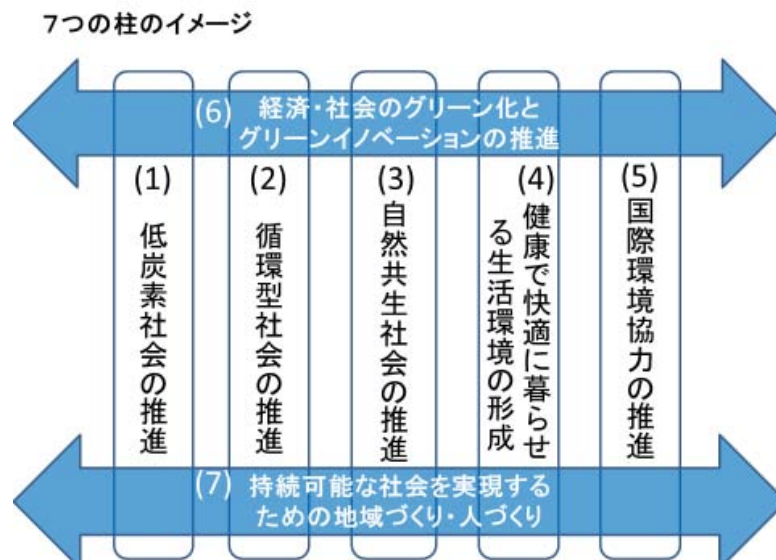 7つの柱のイメージ
(6) 経済・社会のグリーン化と
グリーンイノベーションの推進
(1)
低炭素社会の推進
(2)
循環型社会の推進
(3)
自然共生社会の推進
(4)
健康で快適に暮らせ
る生活環境の形成
(5)
国際環境協力の推進
(7) 持続可能な社会を実現する
ための地域づくり・人づくり